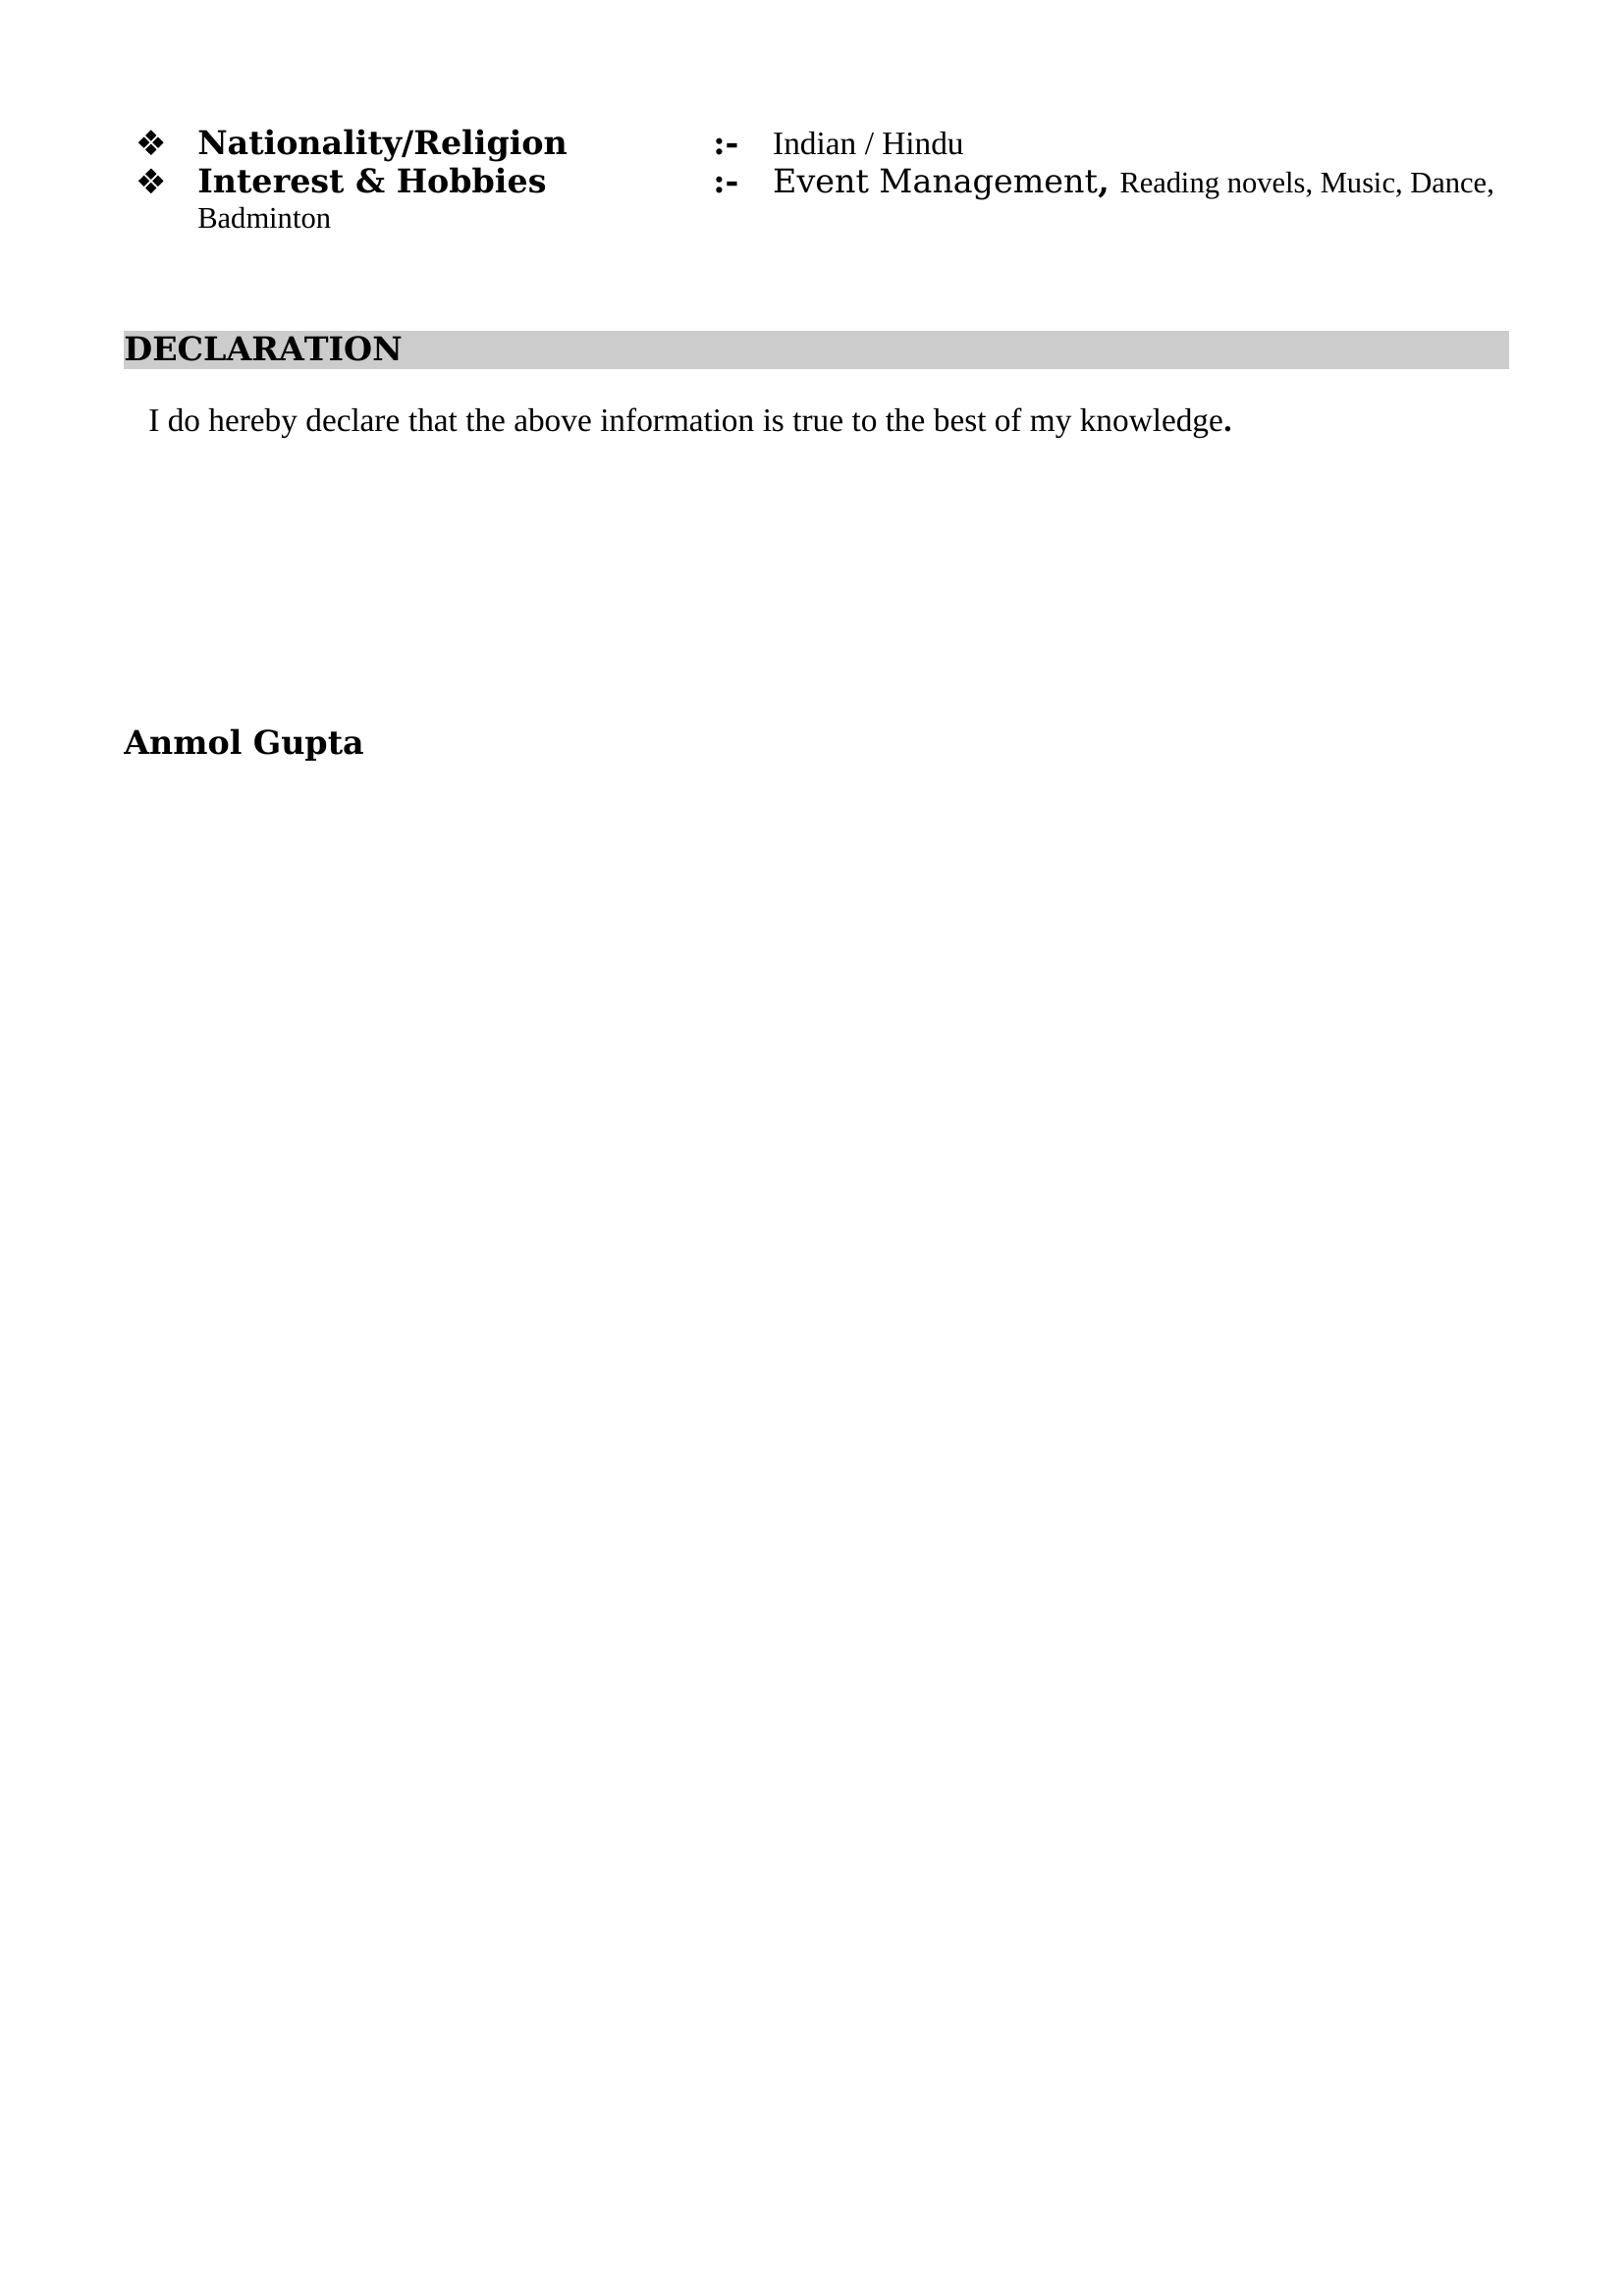 ❖ Nationality/Religion :- Indian / Hindu
❖ Interest & Hobbies :- Event Management, Reading novels, Music, Dance,
Badminton
DECLARATION
I do hereby declare that the above information is true to the best of my knowledge.
Anmol Gupta